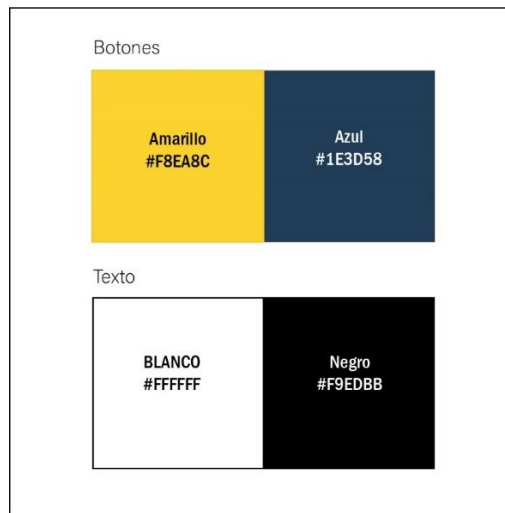 Botones
Amarillo
#F8EA8C
Azul
#1E3D58
Texto
BLANCO
#FFFFFF
Negro
#F9EDBB